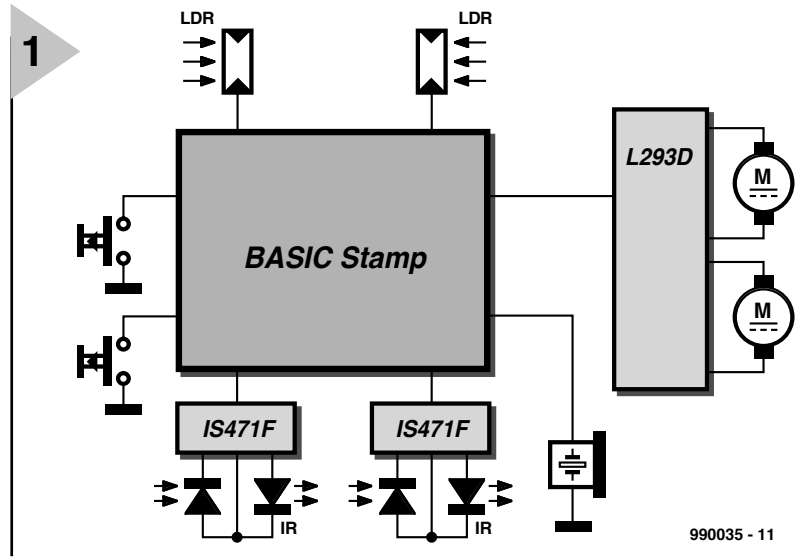 1
LDR
LDR
L293D
M
BASIC Stamp
M
IS471F
IS471F
IR
IR
990035 - 11